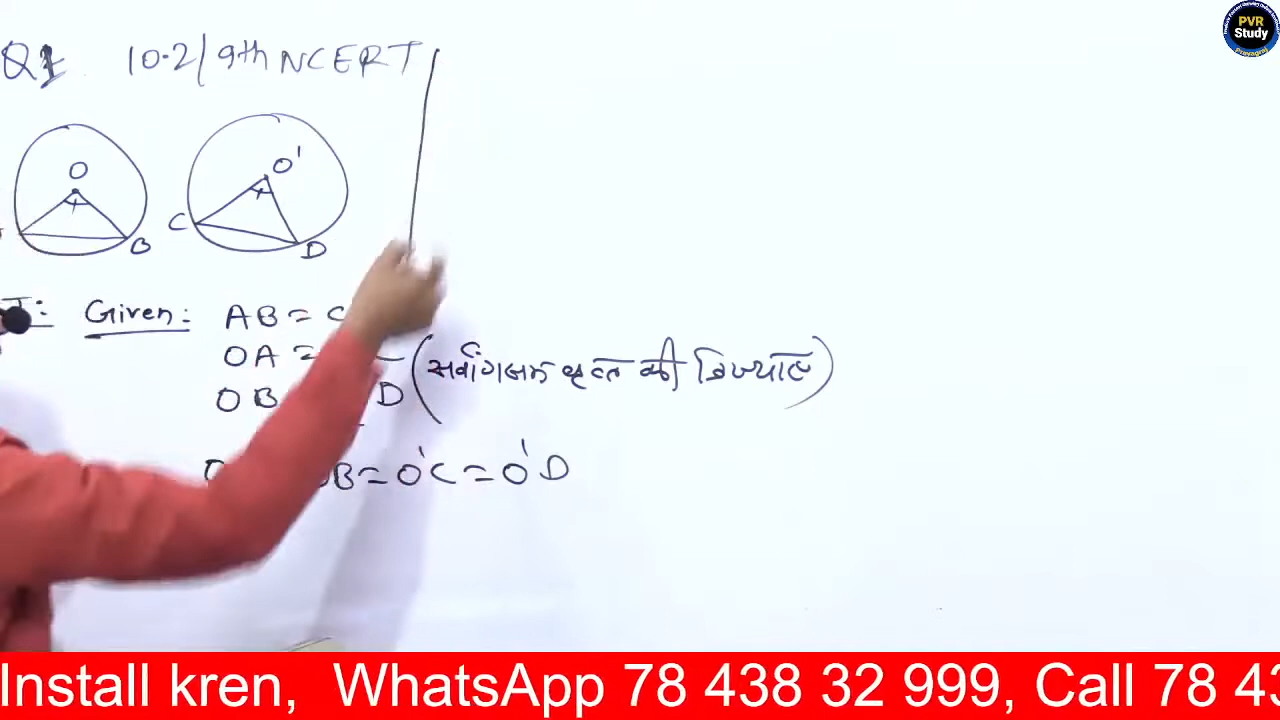 Q1 10.2/9th NCERT
O
O'
B
C
D
Given: AB = C
OA =
(सर्वांगसम वृत्त की त्रिज्याएँ)
OB D
OB = O'C = O'D
PVR
Study
Prayagraj
Install kren, WhatsApp 78 438 32 999, Call 78 43